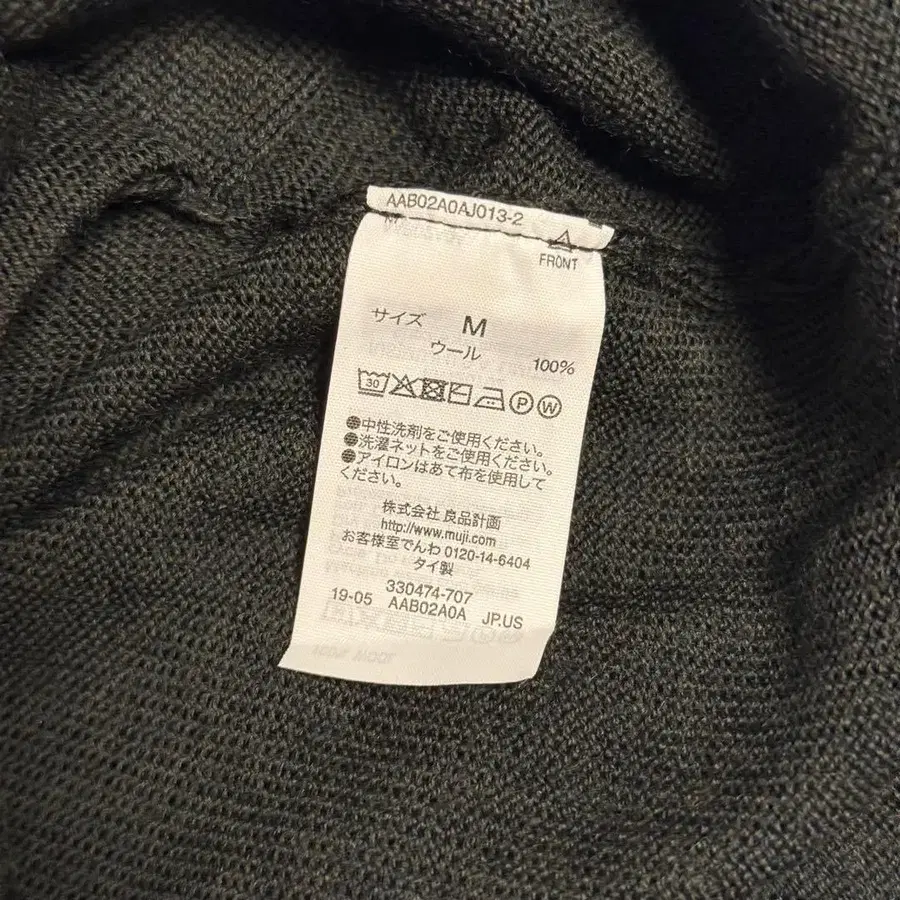 AAB02A0AJ013-2
FRONT
サイズ M
ウール 100%
30 P W
●中性洗剤をご使用ください。
●洗濯ネットをご使用ください。
●アイロンはあて布を使用して
ください。
株式会社 良品計画
http://www.muji.com
お客様室でんわ 0120-14-6404
タイ製
330474-707
19-05 AAB02A0A JP.US
100% WOOL